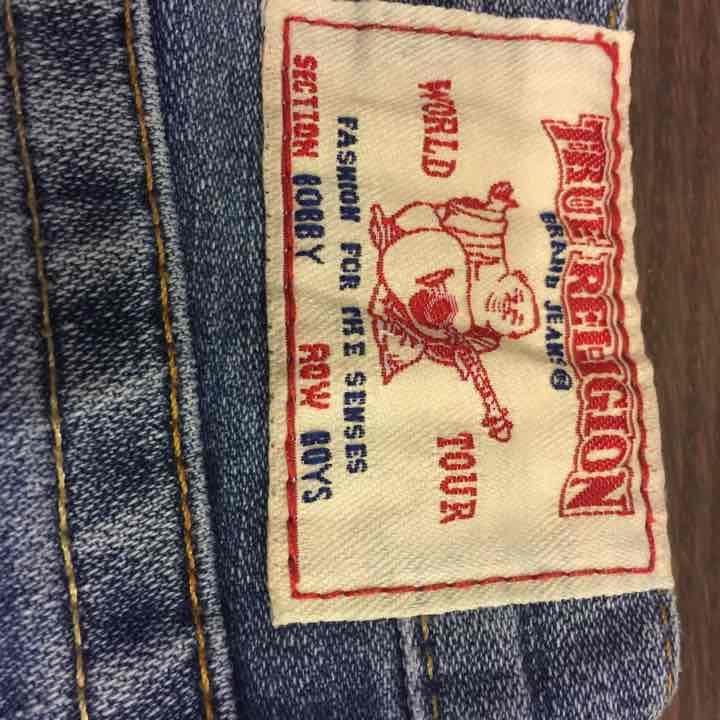 TRUE RELIGION
BRAND JEANS®
WORLD TOUR
FASHION FOR THE SENSES
SECTION BOBBY ROW BOYS